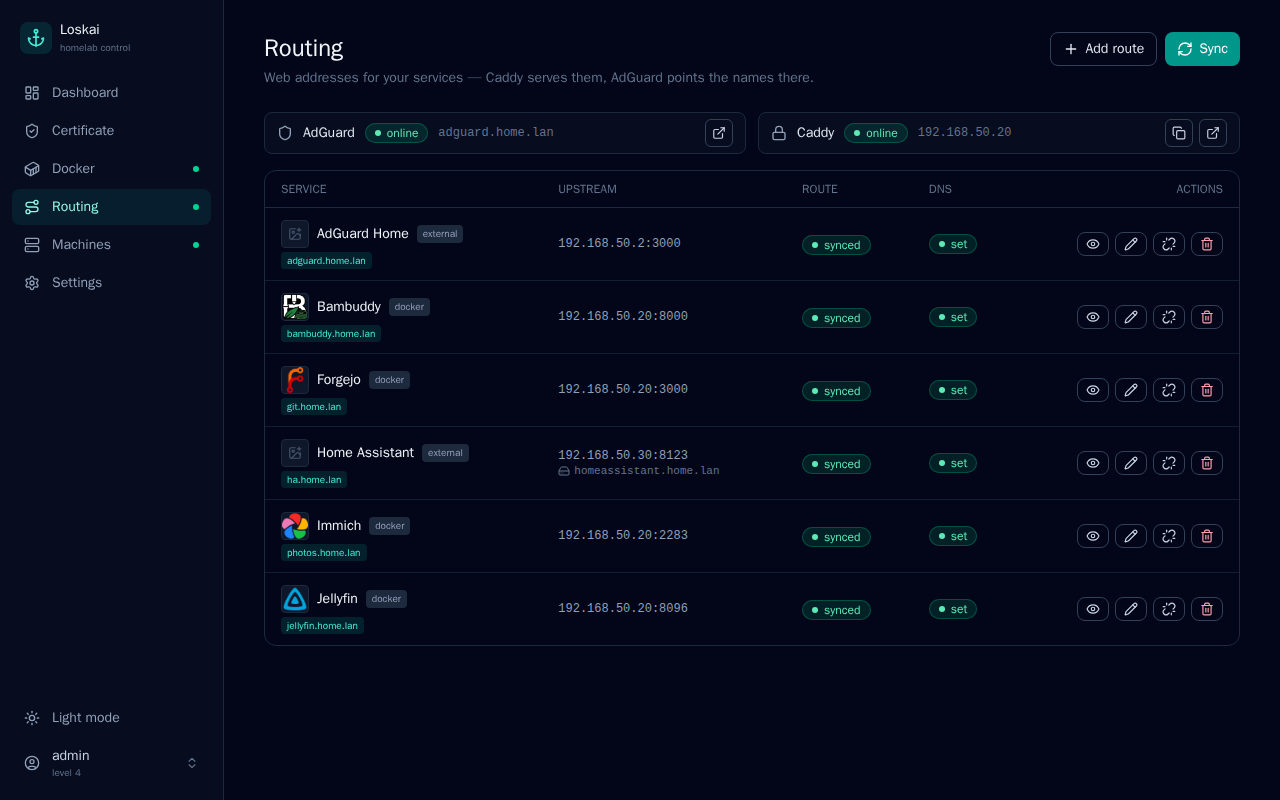 Loskai
homelab control
Dashboard
Certificate
Docker
Routing
Machines
Settings
Light mode
admin
level 4
Routing
Web addresses for your services — Caddy serves them, AdGuard points the names there.
Add route
Sync
AdGuard online adguard.home.lan
Caddy online 192.168.50.20
SERVICE UPSTREAM ROUTE DNS ACTIONS
AdGuard Home external
adguard.home.lan
192.168.50.2:3000 synced set
Bambuddy docker
bambuddy.home.lan
192.168.50.20:8000 synced set
Forgejo docker
git.home.lan
192.168.50.20:3000 synced set
Home Assistant external
ha.home.lan
192.168.50.30:8123
homeassistant.home.lan
synced set
Immich docker
photos.home.lan
192.168.50.20:2283 synced set
Jellyfin docker
jellyfin.home.lan
192.168.50.20:8096 synced set